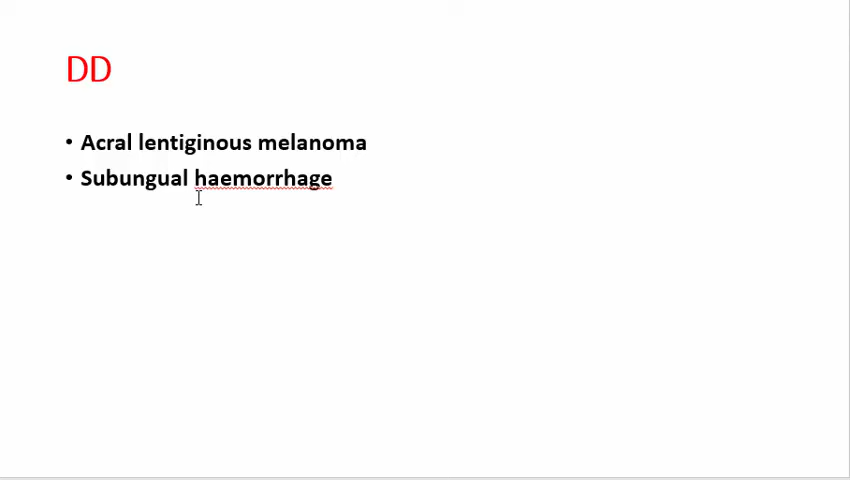 DD
• Acral lentiginous melanoma
• Subungual haemorrhage